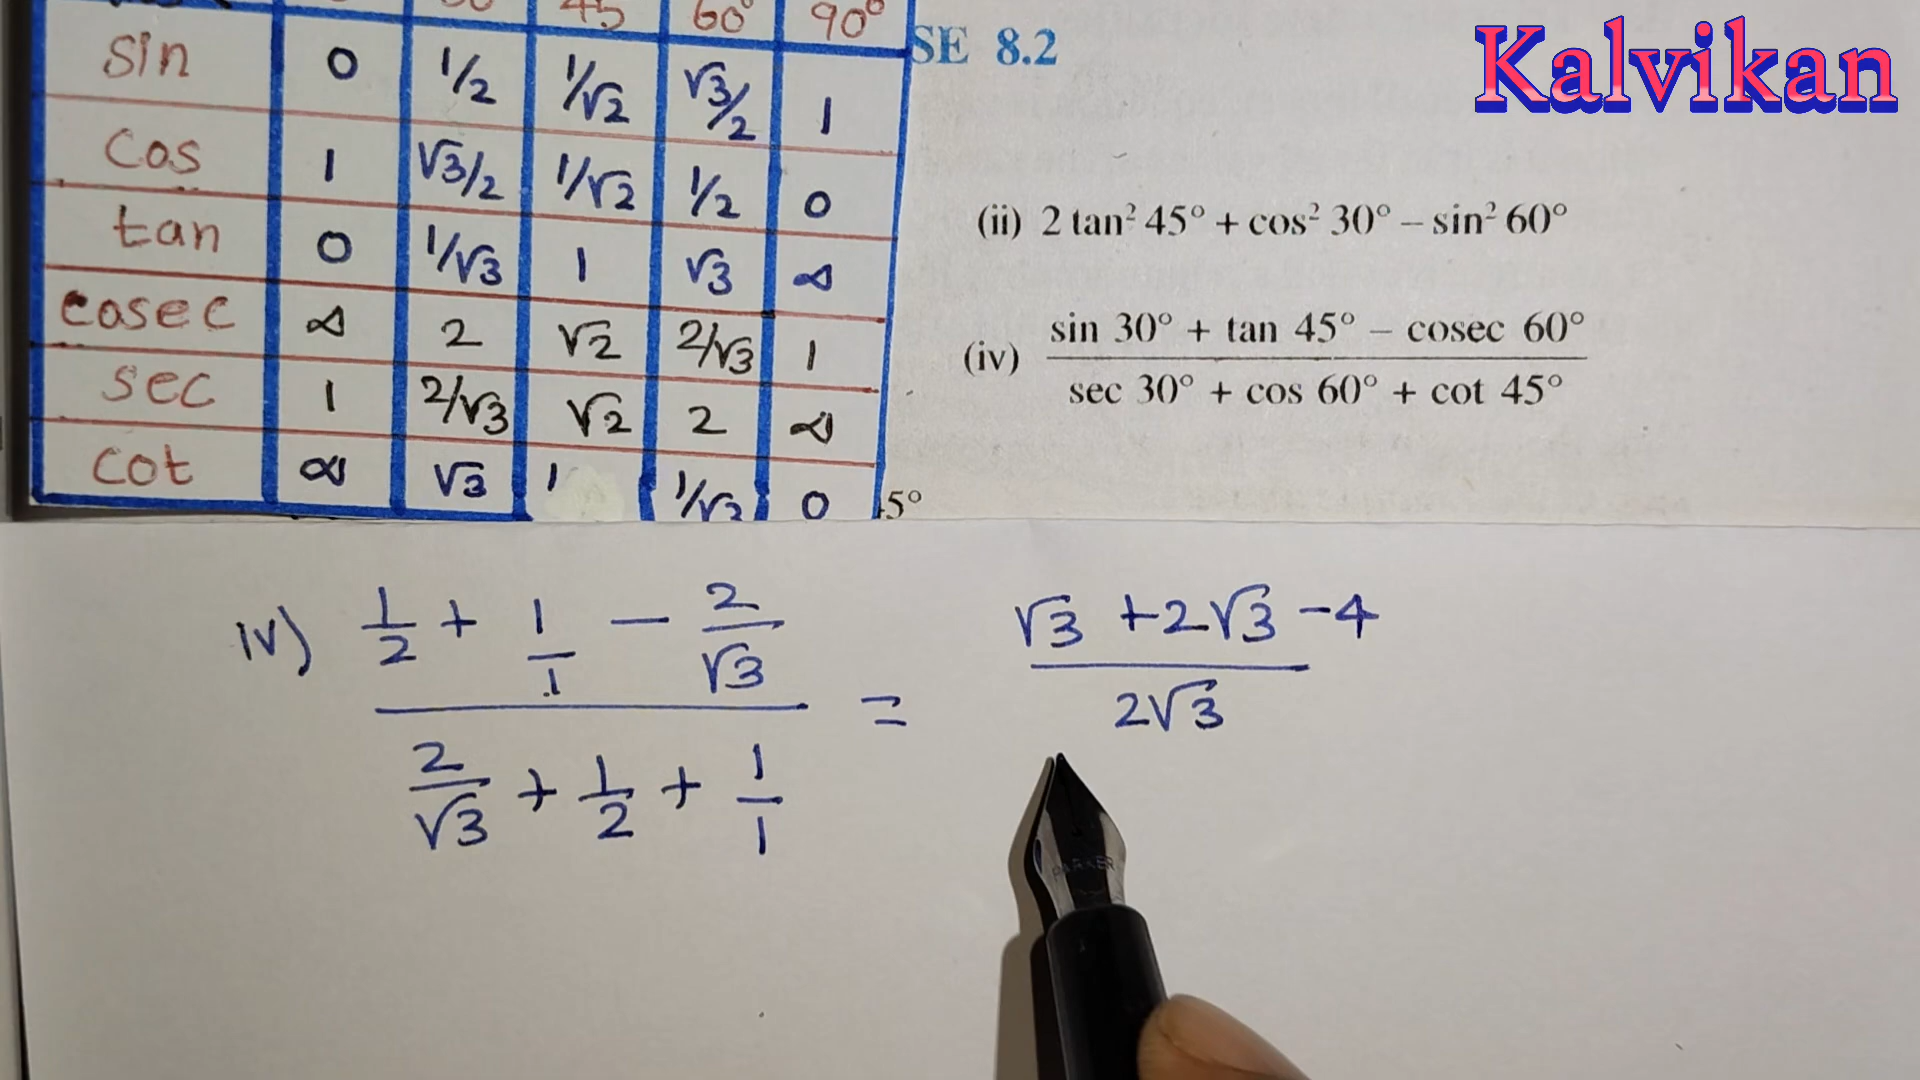 45 60° 90°
sin 0 1/2 1/√2 √3/2 1
cos 1 √3/2 1/√2 1/2 0
tan 0 1/√3 1 √3 ∞
cosec ∞ 2 √2 2/√3 1
sec 1 2/√3 √2 2 ∞
cot ∞ √3 1 1/√3 0
SE 8.2
Kalvikan
(ii) 2 tan² 45° + cos² 30° – sin² 60°
(iv) sin 30° + tan 45° – cosec 60°
sec 30° + cos 60° + cot 45°
5°
iv) 1/2 + 1/1 - 2/√3 = √3 + 2√3 - 4
2/√3 + 1/2 + 1/1 2√3
PARKER